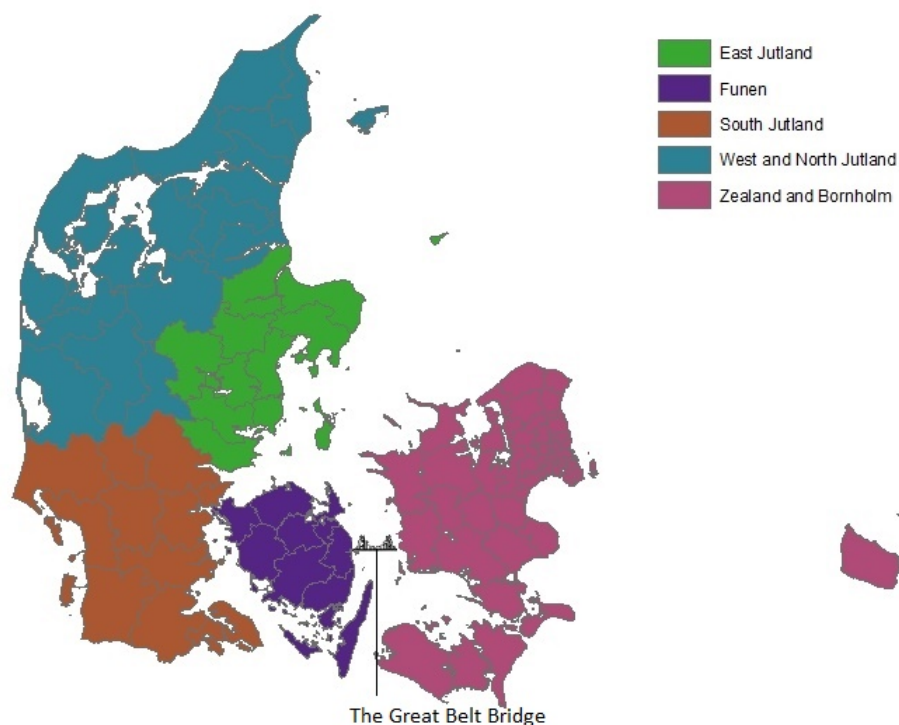 East Jutland
Funen
South Jutland
West and North Jutland
Zealand and Bornholm
The Great Belt Bridge